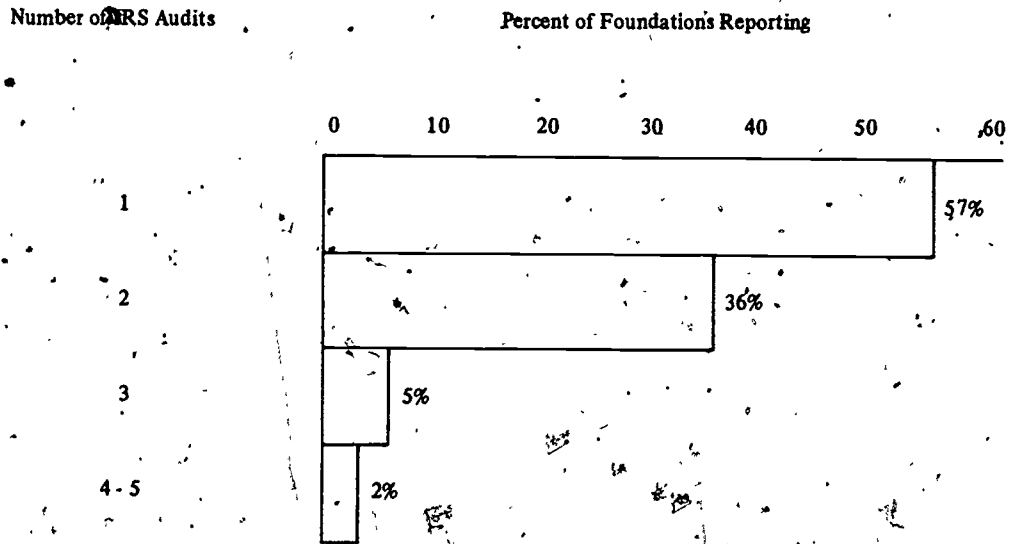 Number of IRS Audits Percent of Foundations Reporting
0 10 20 30 40 50 60
1 57%
2 36%
3 5%
4 - 5 2%